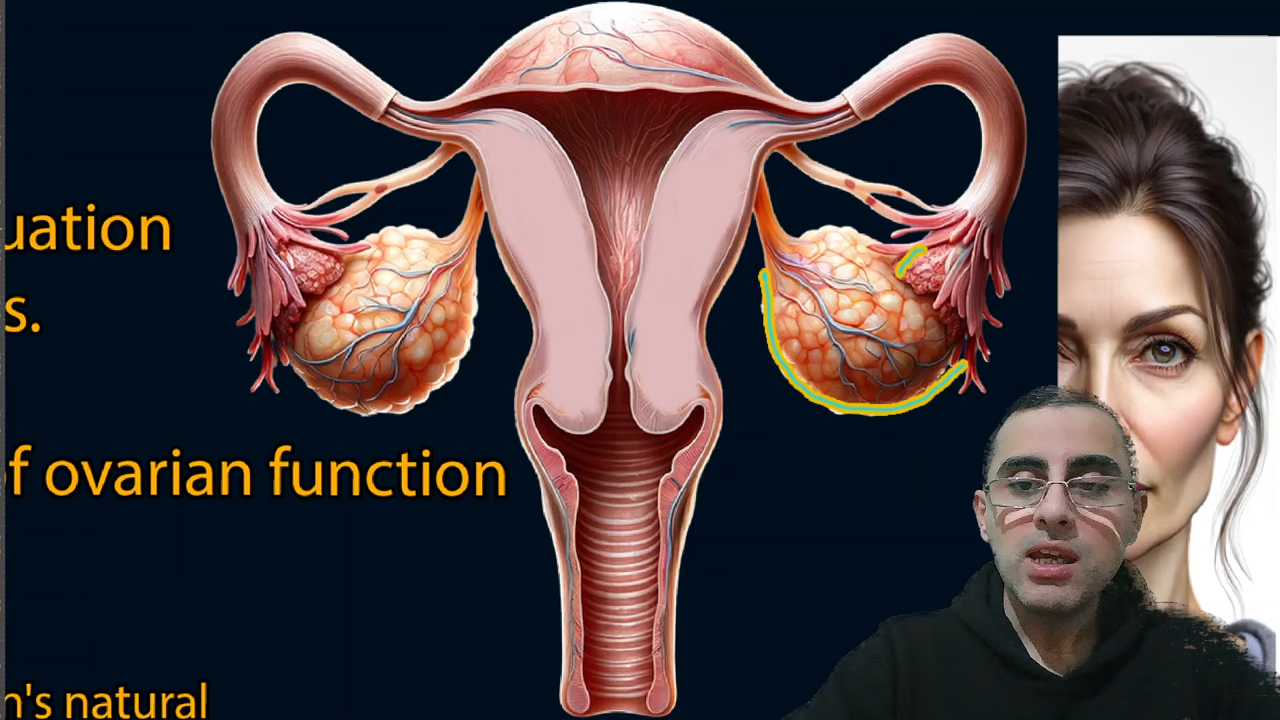 uation
s.
f ovarian function
n's natural